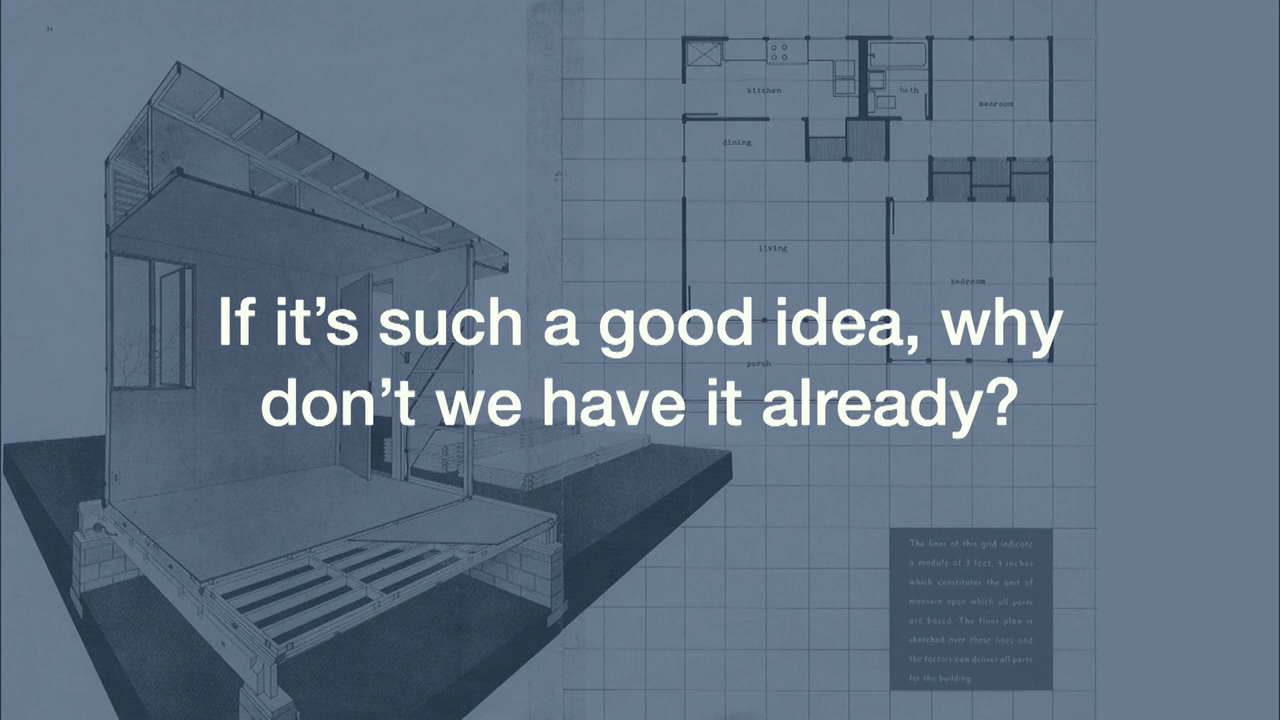 34
kitchen
bath
bedroom
dining
living
bedroom
If it’s such a good idea, why
don’t we have it already?
porch
The lines of this grid indicate
a module of 3 feet, 4 inches
which constitutes the unit of
measure upon which all parts
are based. The floor plan is
sketched over these lines and
the factory can deliver all parts
for the building.